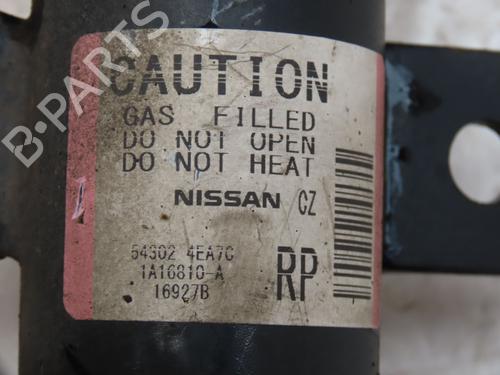 B-PARTS
CAUTION
GAS FILLED
DO NOT OPEN
DO NOT HEAT
NISSAN CZ
54302 4EA7C
1A16810-A
16927B
RP